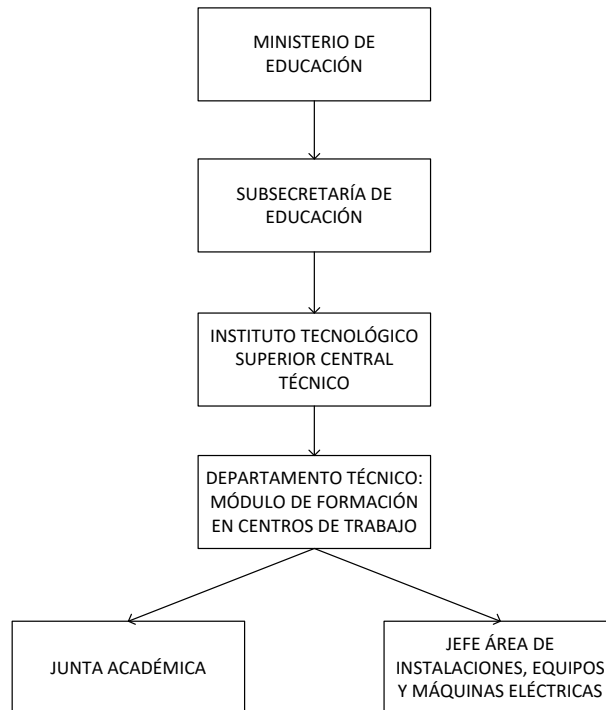 MINISTERIO DE
EDUCACIÓN
SUBSECRETARÍA DE
EDUCACIÓN
INSTITUTO TECNOLÓGICO
SUPERIOR CENTRAL
TÉCNICO
DEPARTAMENTO TÉCNICO:
MÓDULO DE FORMACIÓN
EN CENTROS DE TRABAJO
JUNTA ACADÉMICA
JEFE ÁREA DE
INSTALACIONES, EQUIPOS
Y MÁQUINAS ELÉCTRICAS